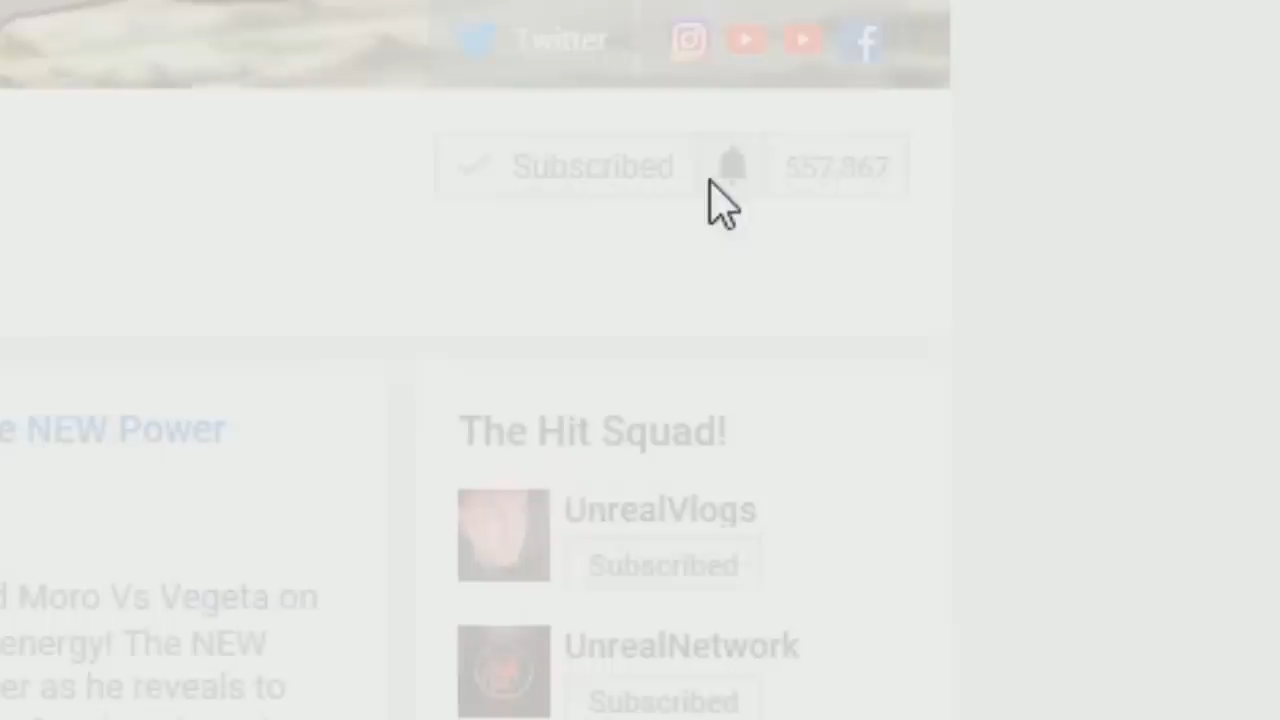 Twitter
Subscribed
557,867
e NEW Power
The Hit Squad!
UnrealVlogs
Subscribed
d Moro Vs Vegeta on
energy! The NEW
er as he reveals to
UnrealNetwork
Subscribed